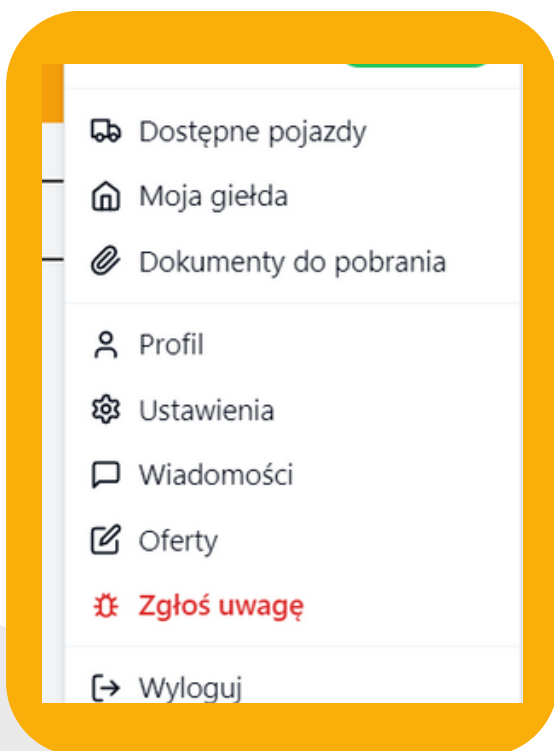 Dostępne pojazdy
Moja giełda
Dokumenty do pobrania
Profil
Ustawienia
Wiadomości
Oferty
Zgłoś uwagę
Wyloguj